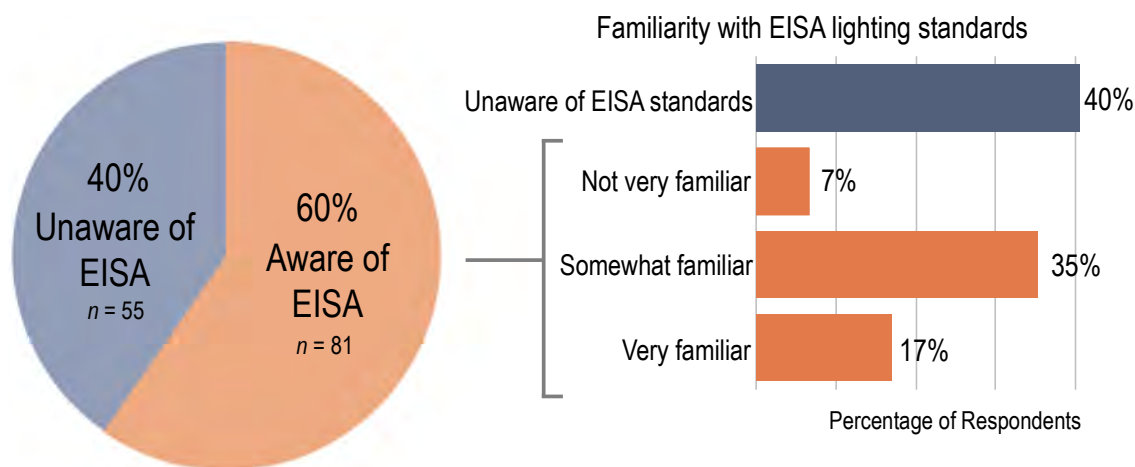 40%
Unaware of
EISA
n = 55
60%
Aware of
EISA
n = 81
Familiarity with EISA lighting standards
Unaware of EISA standards
40%
Not very familiar
7%
Somewhat familiar
35%
Very familiar
17%
Percentage of Respondents